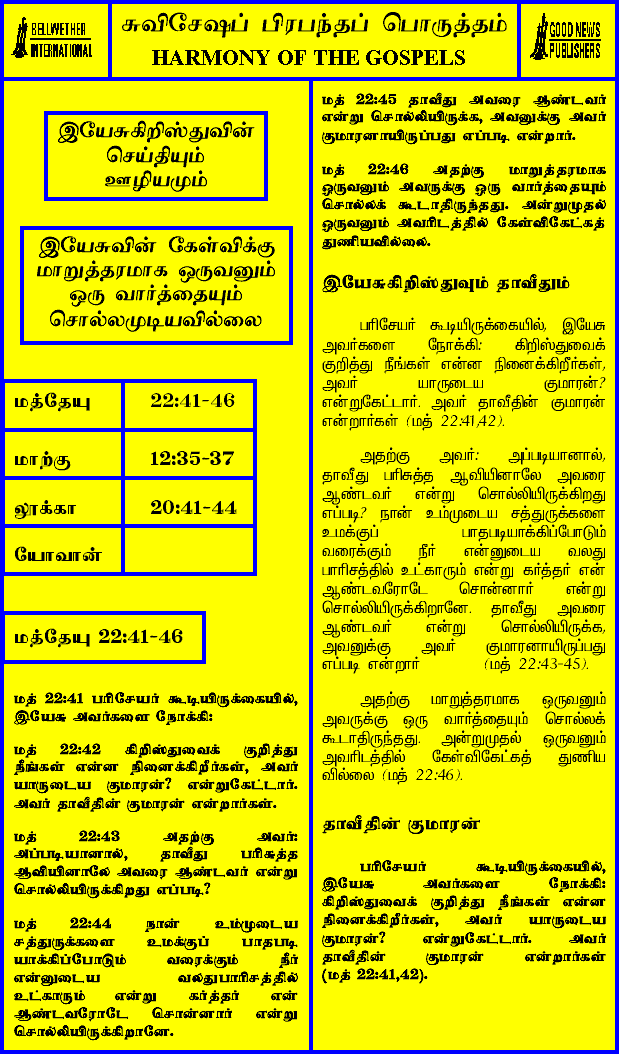 BELLWETHER
INTERNATIONAL
சுவிசேஷப் பிரபந்தப் பொருத்தம்
HARMONY OF THE GOSPELS
GOOD NEWS
PUBLISHERS
இயேசுகிறிஸ்துவின்
செய்தியும்
ஊழியமும்
இயேசுவின் கேள்விக்கு
மாறுத்தரமாக ஒருவனும்
ஒரு வார்த்தையும்
சொல்லமுடியவில்லை
மத்தேயு 22:41-46
மாற்கு 12:35-37
லூக்கா 20:41-44
யோவான்
மத்தேயு 22:41-46
மத் 22:41 பரிசேயர் கூடியிருக்கையில்,
இயேசு அவர்களை நோக்கி:
மத் 22:42 கிறிஸ்துவைக் குறித்து
நீங்கள் என்ன நினைக்கிறீர்கள், அவர்
யாருடைய குமாரன்? என்றுகேட்டார்.
அவர் தாவீதின் குமாரன் என்றார்கள்.
மத் 22:43 அதற்கு அவர்:
அப்படியானால், தாவீது பரிசுத்த
ஆவியினாலே அவரை ஆண்டவர் என்று
சொல்லியிருக்கிறது எப்படி?
மத் 22:44 நான் உம்முடைய
சத்துருக்களை உமக்குப் பாதபடி
யாக்கிப்போடும் வரைக்கும் நீர்
என்னுடைய வலதுபாரிசத்தில்
உட்காரும் என்று கர்த்தர் என்
ஆண்டவரோடே சொன்னார் என்று
சொல்லியிருக்கிறானே.
மத் 22:45 தாவீது அவரை ஆண்டவர்
என்று சொல்லியிருக்க, அவனுக்கு அவர்
குமாரனாயிருப்பது எப்படி என்றார்.
மத் 22:46 அதற்கு மாறுத்தரமாக
ஒருவனும் அவருக்கு ஒரு வார்த்தையும்
சொல்லக் கூடாதிருந்தது. அன்றுமுதல்
ஒருவனும் அவரிடத்தில் கேள்விகேட்கத்
துணியவில்லை.
இயேசுகிறிஸ்துவும் தாவீதும்
பரிசேயர் கூடியிருக்கையில், இயேசு
அவர்களை நோக்கி: கிறிஸ்துவைக்
குறித்து நீங்கள் என்ன நினைக்கிறீர்கள்,
அவர் யாருடைய குமாரன்?
என்றுகேட்டார். அவர் தாவீதின் குமாரன்
என்றார்கள் (மத் 22:41,42).
அதற்கு அவர்: அப்படியானால்,
தாவீது பரிசுத்த ஆவியினாலே அவரை
ஆண்டவர் என்று சொல்லியிருக்கிறது
எப்படி? நான் உம்முடைய சத்துருக்களை
உமக்குப் பாதபடியாக்கிப்போடும்
வரைக்கும் நீர் என்னுடைய வலது
பாரிசத்தில் உட்காரும் என்று கர்த்தர் என்
ஆண்டவரோடே சொன்னார் என்று
சொல்லியிருக்கிறானே. தாவீது அவரை
ஆண்டவர் என்று சொல்லியிருக்க,
அவனுக்கு அவர் குமாரனாயிருப்பது
எப்படி என்றார் (மத் 22:43-45).
அதற்கு மாறுத்தரமாக ஒருவனும்
அவருக்கு ஒரு வார்த்தையும் சொல்லக்
கூடாதிருந்தது. அன்றுமுதல் ஒருவனும்
அவரிடத்தில் கேள்விகேட்கத் துணிய
வில்லை (மத் 22:46).
தாவீதின் குமாரன்
பரிசேயர் கூடியிருக்கையில்,
இயேசு அவர்களை நோக்கி:
கிறிஸ்துவைக் குறித்து நீங்கள் என்ன
நினைக்கிறீர்கள், அவர் யாருடைய
குமாரன்? என்றுகேட்டார். அவர்
தாவீதின் குமாரன் என்றார்கள்
(மத் 22:41,42).